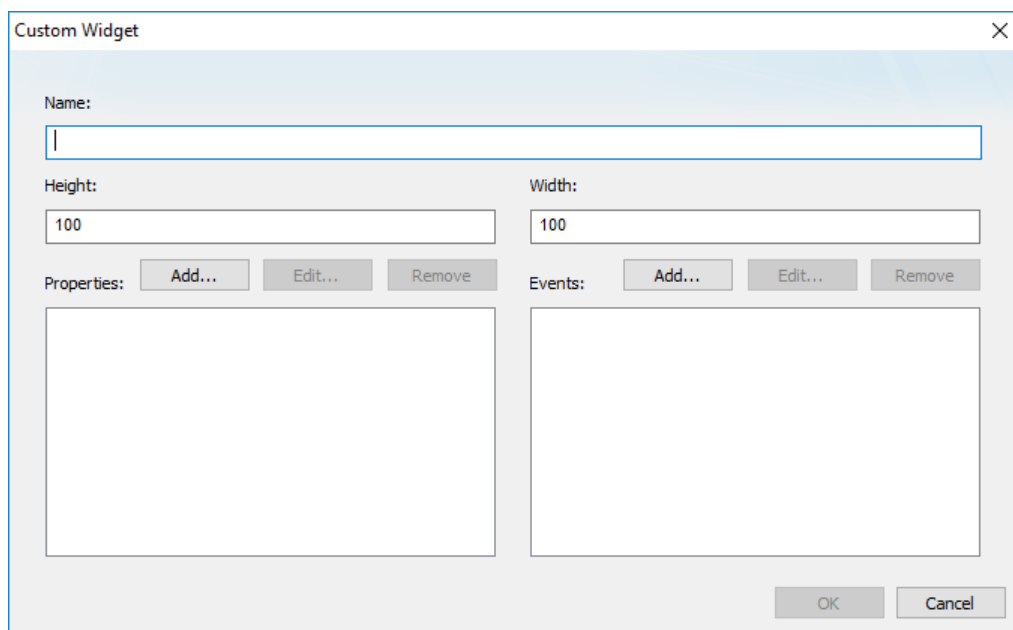 Custom Widget
Name:
Height: Width:
100 100
Properties: Add... Edit... Remove Events: Add... Edit... Remove
OK Cancel